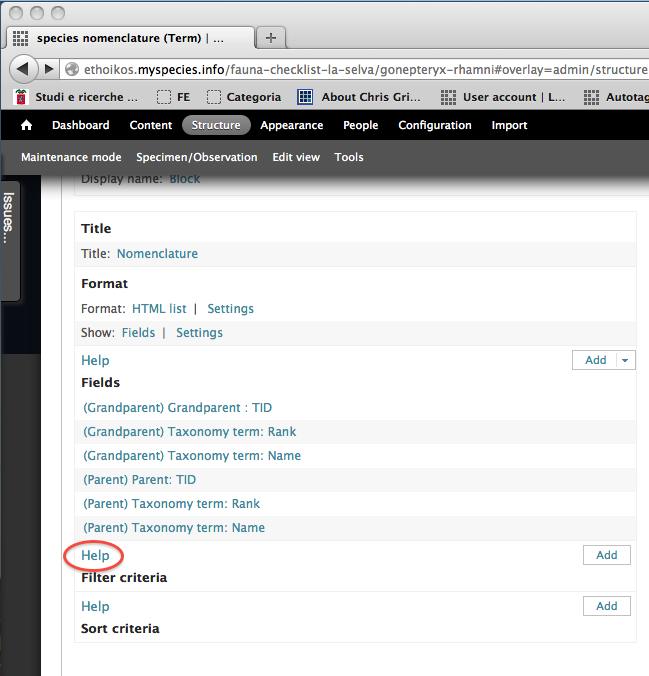 species nomenclature (Term) | ...
ethoikos.myspecies.info/fauna-checklist-la-selva/gonepteryx-rhamni#overlay=admin/structure
Studi e ricerche ... FE Categoria About Chris Gri... User account | L... Autotag
Dashboard Content Structure Appearance People Configuration Import
Maintenance mode Specimen/Observation Edit view Tools
Issues...
Display name: Block
Title
Title: Nomenclature
Format
Format: HTML list | Settings
Show: Fields | Settings
Help Add
Fields
(Grandparent) Grandparent : TID
(Grandparent) Taxonomy term: Rank
(Grandparent) Taxonomy term: Name
(Parent) Parent: TID
(Parent) Taxonomy term: Rank
(Parent) Taxonomy term: Name
Help Add
Filter criteria
Help Add
Sort criteria